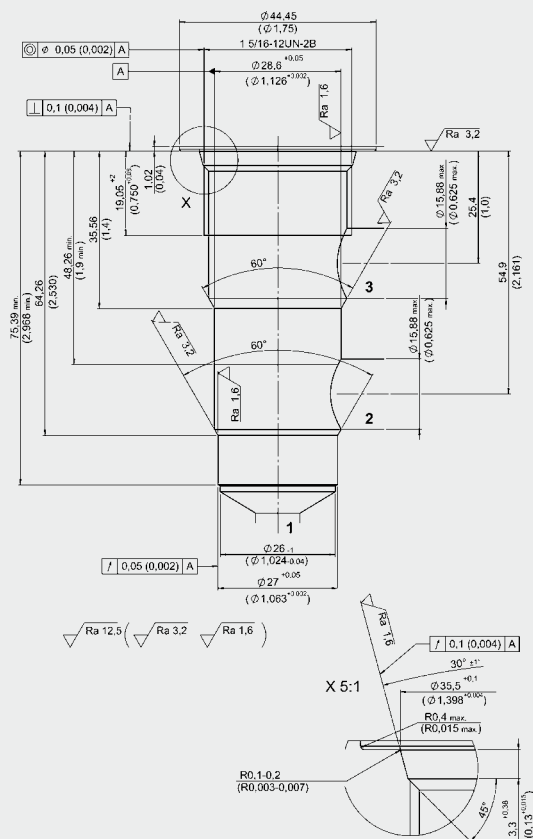 Ø44,45
(Ø1,75)
◎ ø 0,05 (0,002) A
1 5/16-12UN-2B
A
Ø28,6 +0.05
(Ø1,126+0.002)
Ra 1,6
⊥ 0,1 (0,004) A
Ra 3,2
X
1,02
(0,04)
19,05 +2
(0,750+0.08)
35,56
(1,4)
48,26 min.
(1,9 min)
64,26
(2,530)
75,39 min.
(2,968 min.)
Ra 3,2
Ø15,88 max.
(Ø0,625 max.)
25,4
(1,0)
54,9
(2,161)
60°
3
Ra 3,2
60°
Ra 1,6
Ø15,88 max.
(Ø0,625 max.)
2
1
Ø26 -1
(Ø1,024-0.04)
↗ 0,05 (0,002) A
Ø27 +0.05
(Ø1,063+0.002)
Ra 12,5 ( Ra 3,2 Ra 1,6 )
Ra 1,6
↗ 0,1 (0,004) A
30° ±1°
X 5:1
Ø35,5 +0.1
(Ø1,398+0.004)
R0,4 max.
(R0,015 max.)
R0,1-0,2
(R0,003-0,007)
45°
3,3 +0.38
(0,13+0.015)